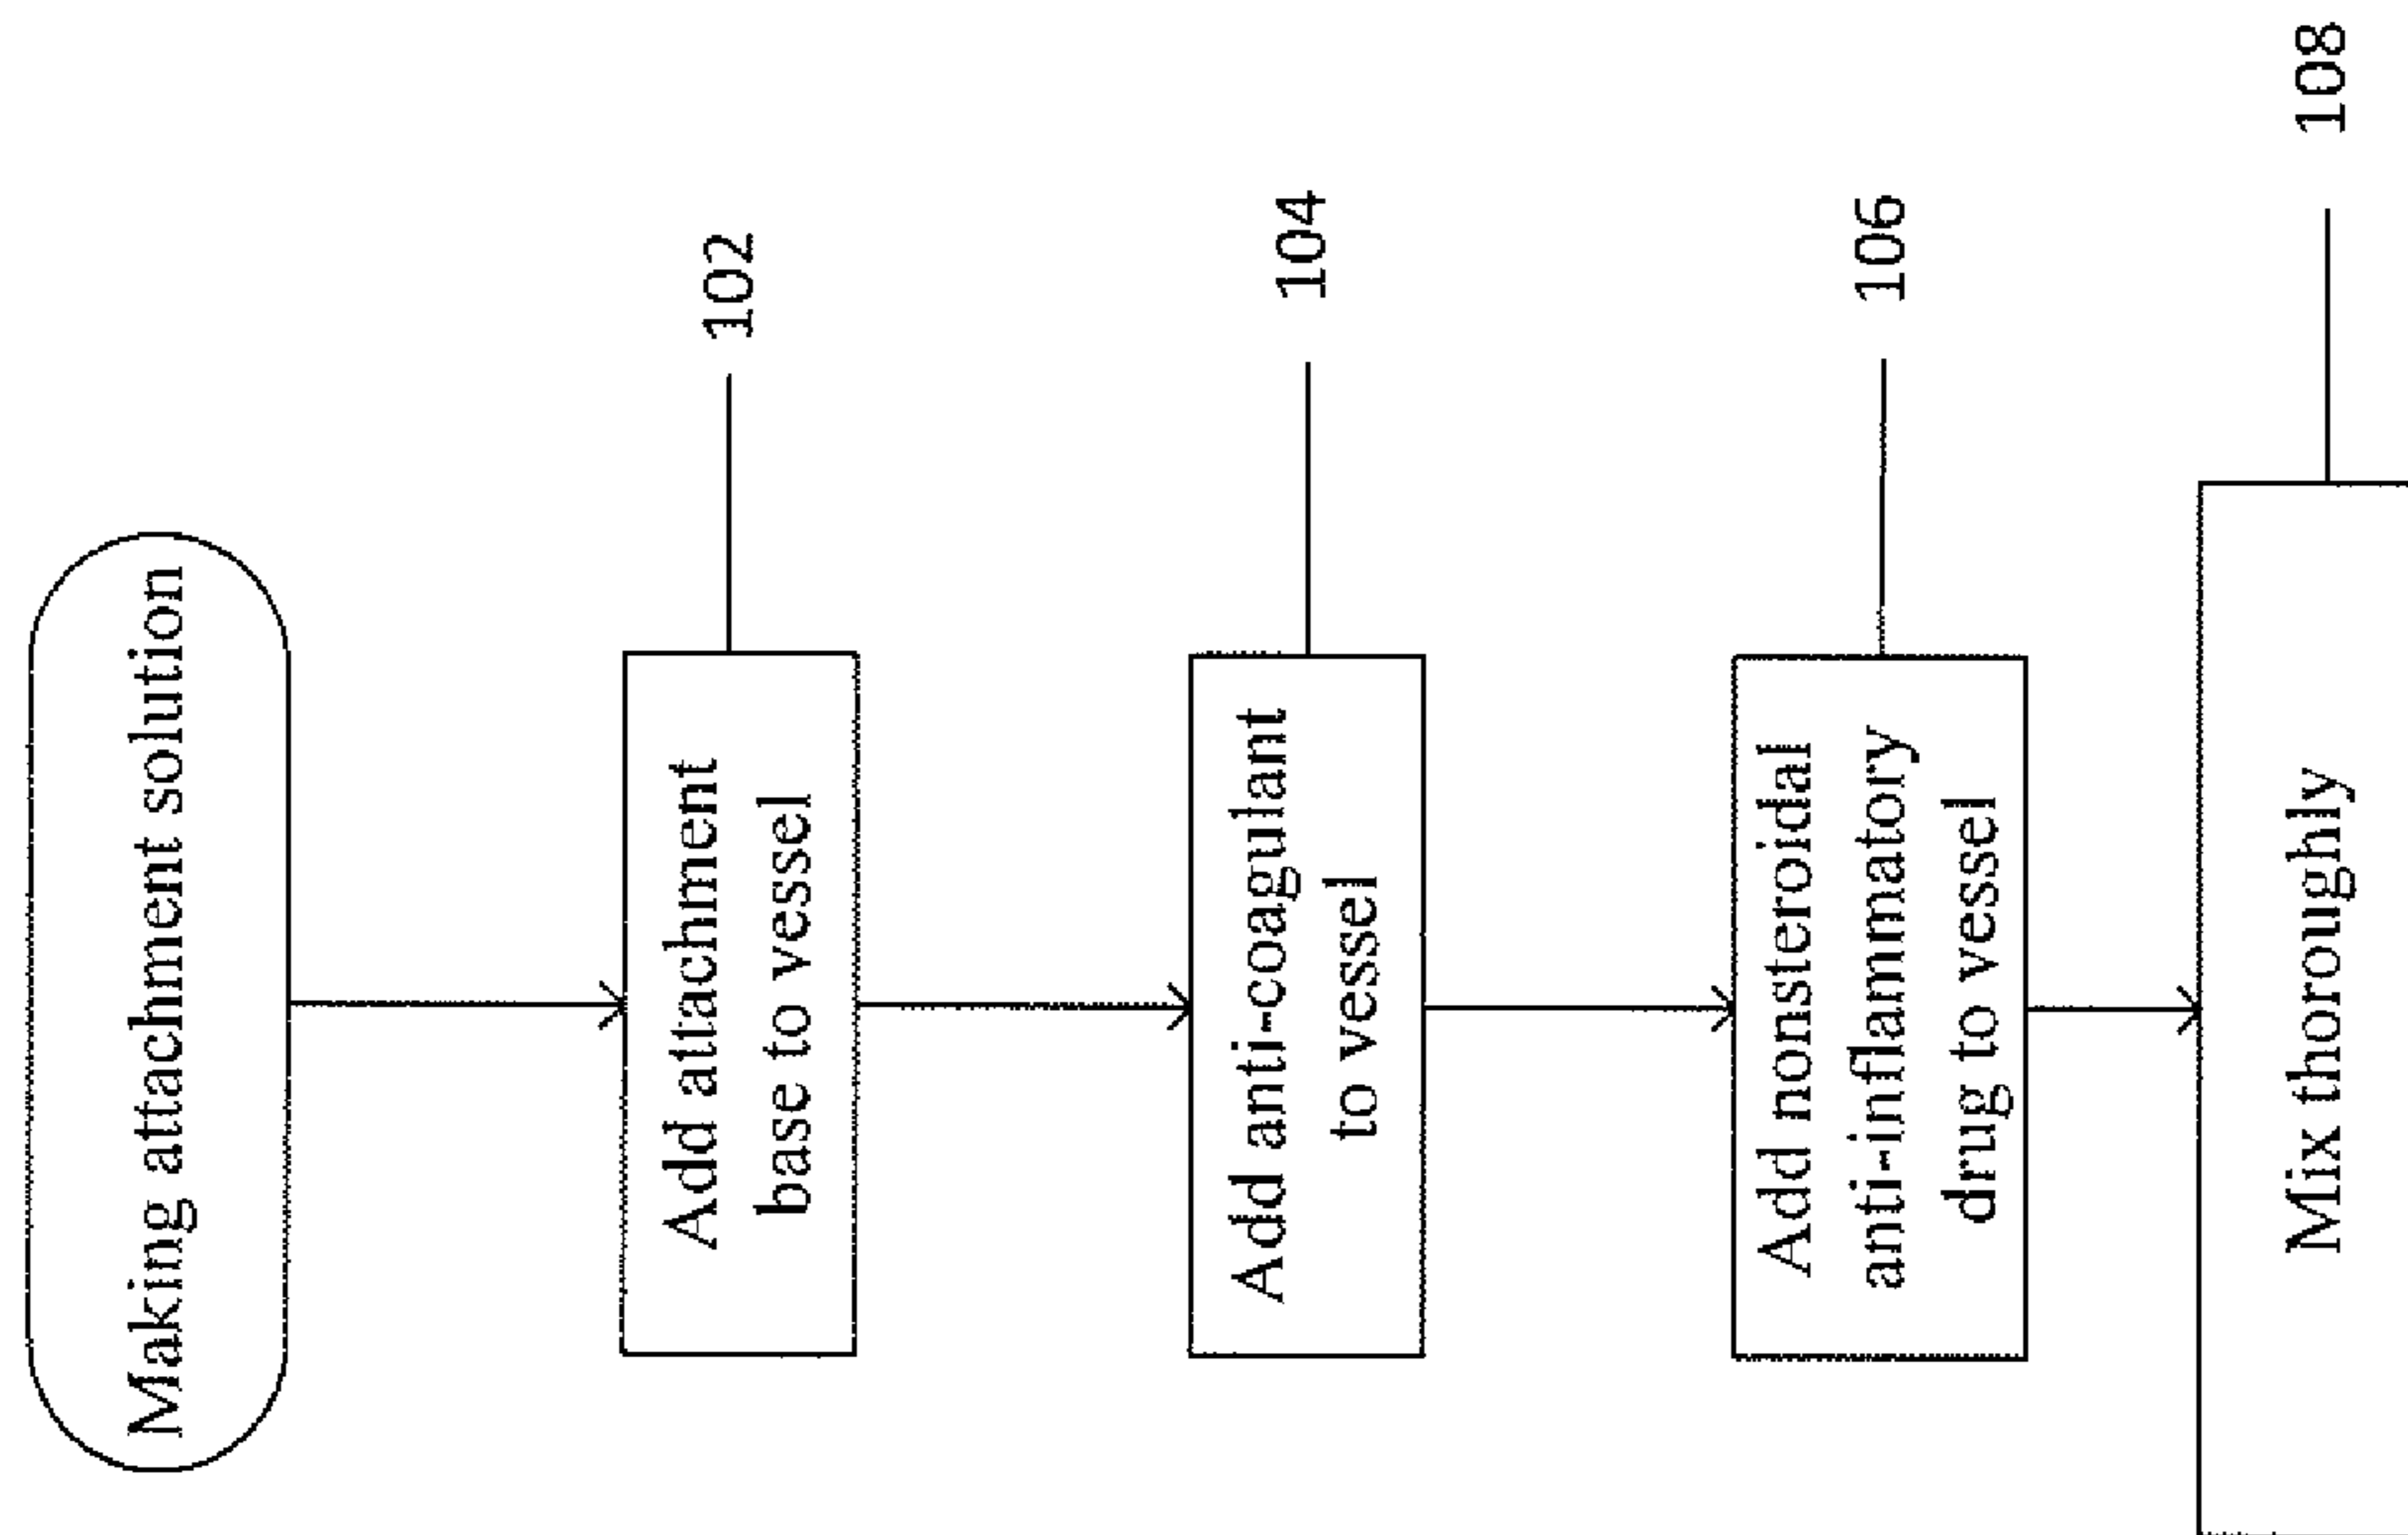 Making attachment solution
Add attachment
base to vessel
102
Add anti-coagulant
to vessel
104
Add nonsteroidal
anti-inflammatory
drug to vessel
106
Mix thoroughly
108